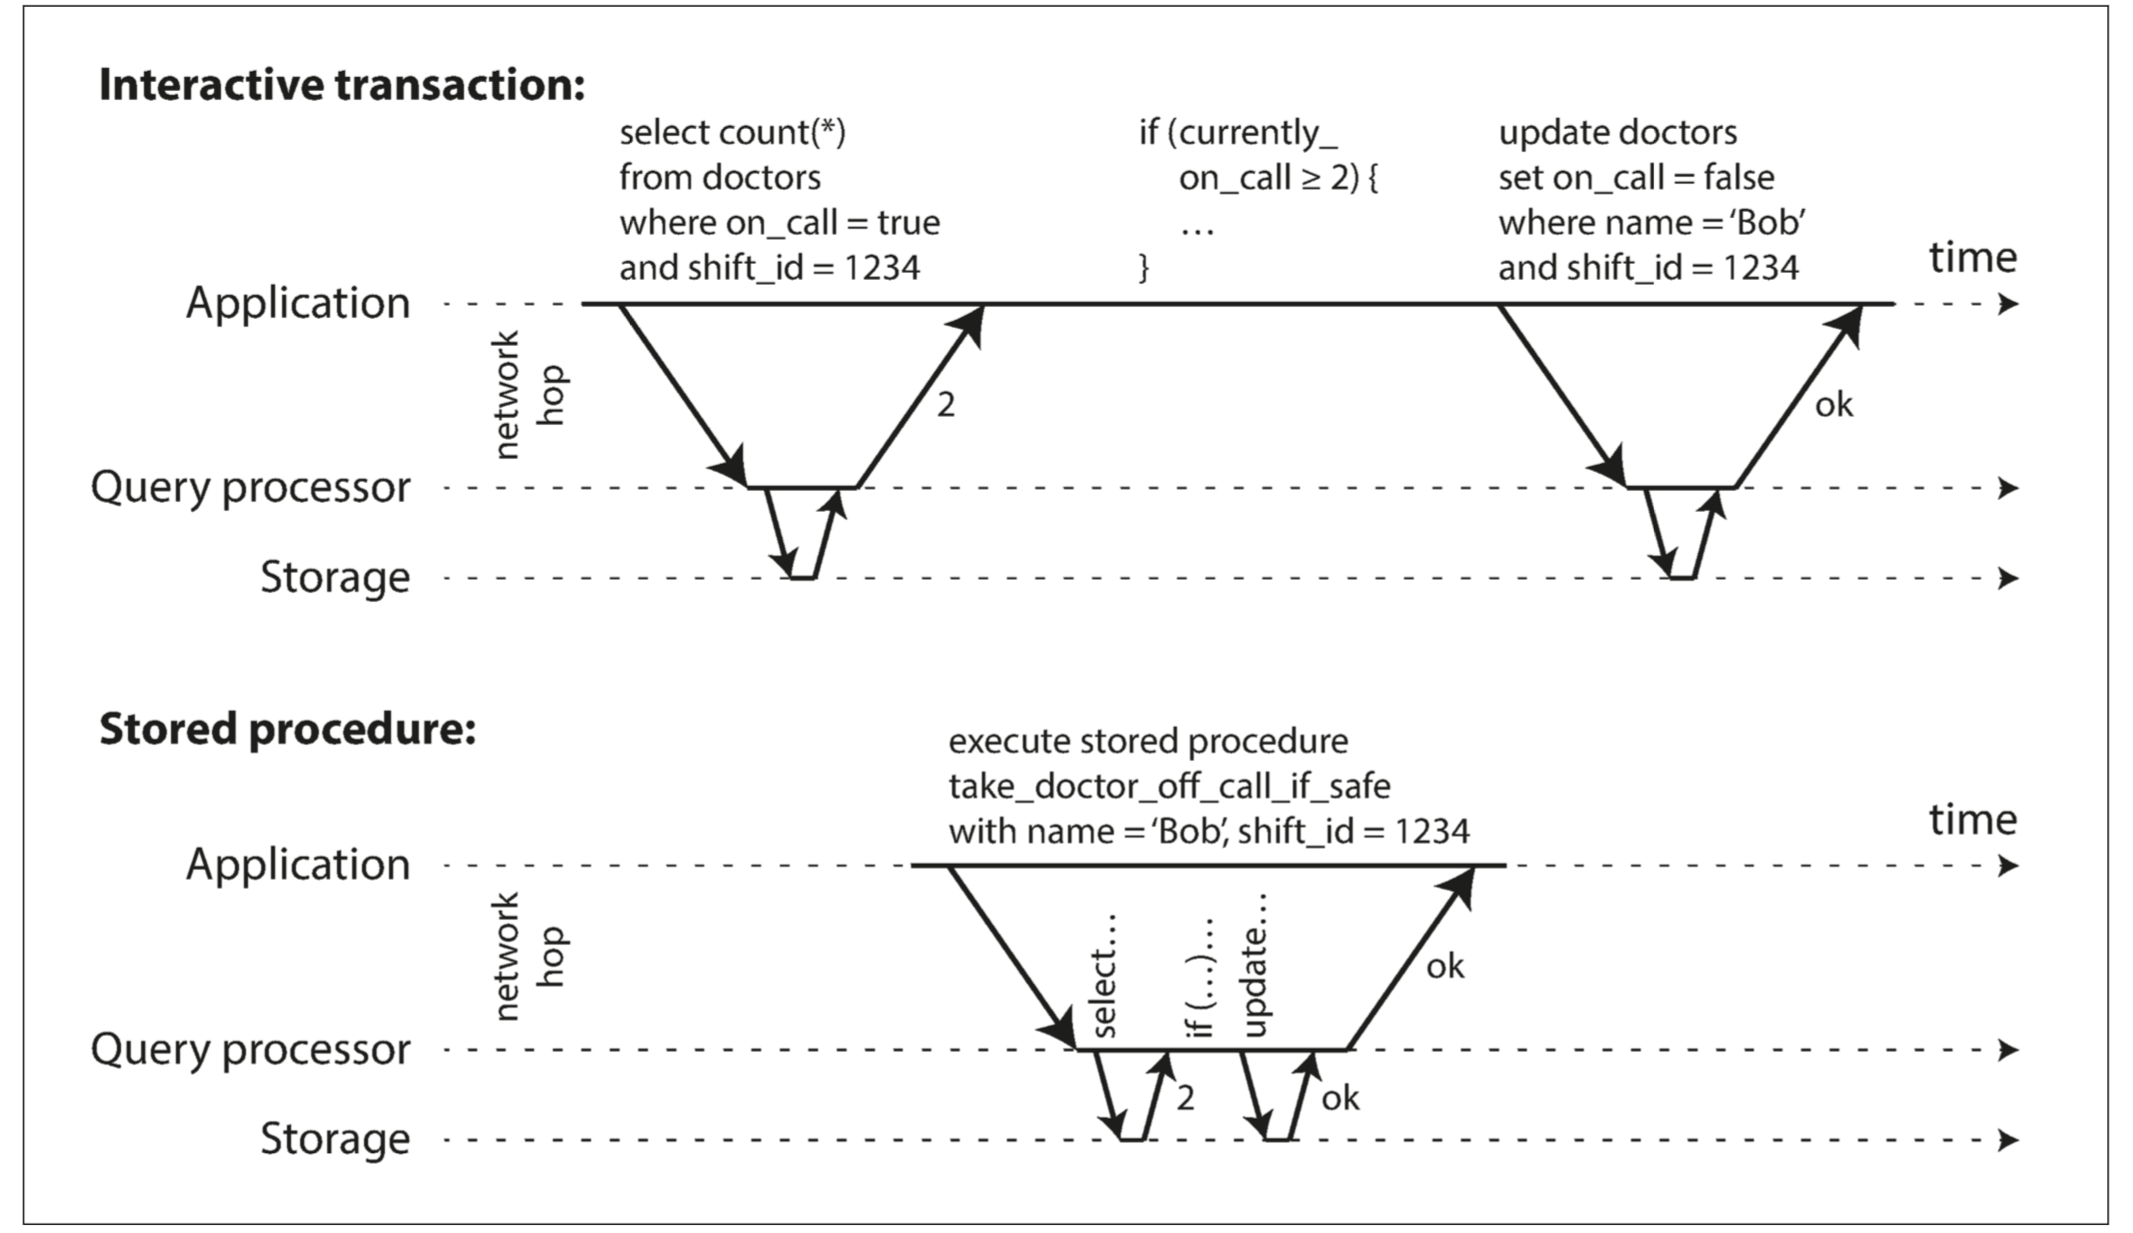 Interactive transaction:
select count(*)
from doctors
where on_call = true
and shift_id = 1234
if (currently_
on_call ≥ 2) {
…
}
update doctors
set on_call = false
where name = ‘Bob’
and shift_id = 1234
time
Application
network
hop
2
ok
Query processor
Storage
Stored procedure:
execute stored procedure
take_doctor_off_call_if_safe
with name = ‘Bob’, shift_id = 1234
time
Application
network
hop
select…
if (…)…
update…
ok
Query processor
2
ok
Storage